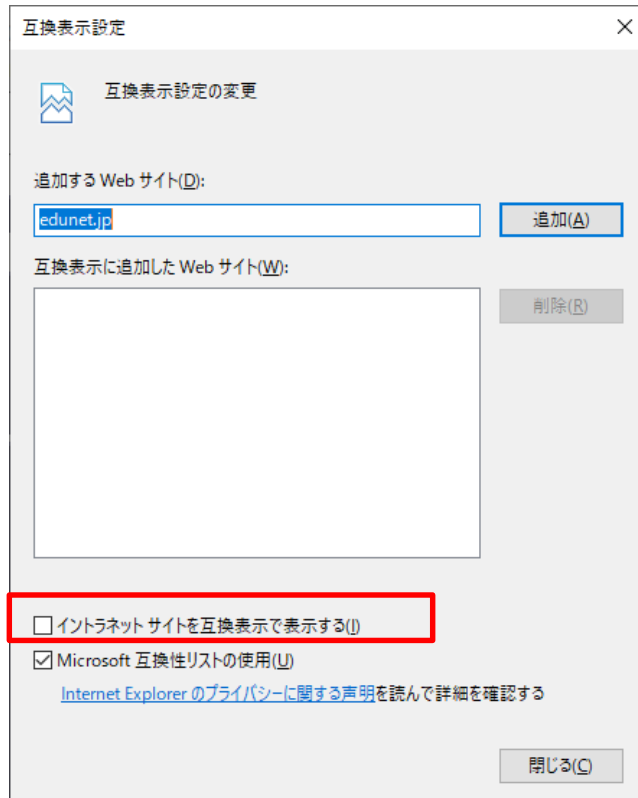 互換表示設定
互換表示設定の変更
追加する Web サイト(D):
edunet.jp
追加(A)
互換表示に追加した Web サイト(W):
削除(R)
イントラネット サイトを互換表示で表示する(I)
Microsoft 互換性リストの使用(U)
Internet Explorer のプライバシーに関する声明を読んで詳細を確認する
閉じる(C)